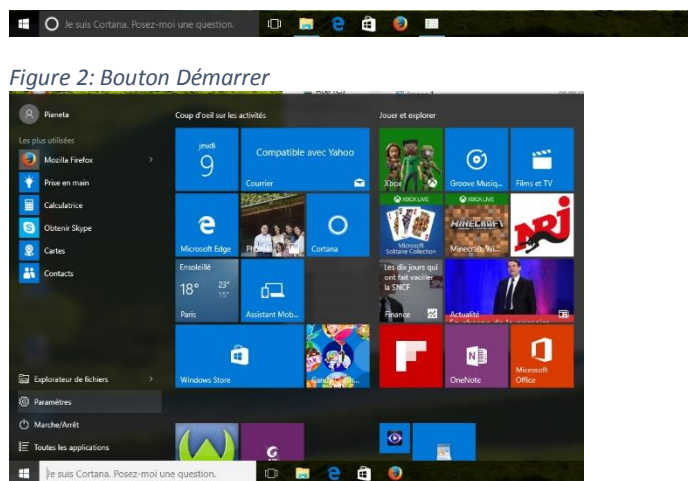 Je suis Cortana. Posez-moi une question.
Figure 2: Bouton Démarrer
Pianeta
Coup d'oeil sur les activités
Jouer et explorer
Les plus utilisées
Mozilla Firefox
Prise en main
Calculatrice
Obtenir Skype
Cartes
Contacts
Explorateur de fichiers
Paramètres
Marche/Arrêt
Toutes les applications
jeudi
9
Compatible avec Yahoo
Courrier
Microsoft Edge
Cortana
Ensoleillé
18°
23°
15°
Paris
Assistant Mob...
Windows Store
Xbox
Groove Musiq...
Films et TV
XBOX LIVE
Microsoft
Solitaire Collection
XBOX LIVE
MINECRAFT
Minecraft: Wi...
NRJ
Les dix jours qui
ont fait vaciller
la SNCF
Finance
Actualité
OneNote
Microsoft
Office
Je suis Cortana. Posez-moi une question.